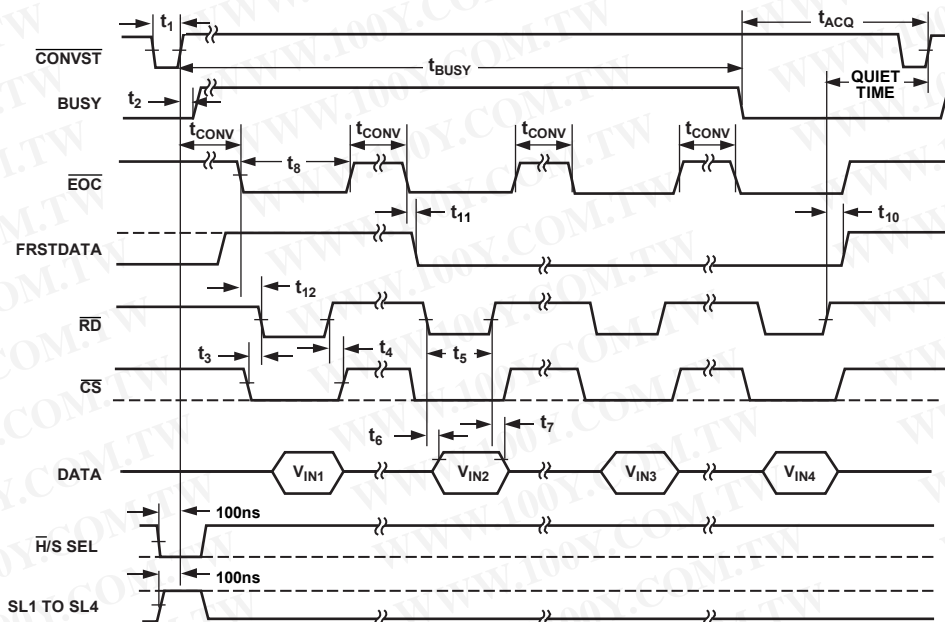 t1
tACQ
CONVST
tBUSY
QUIET
TIME
t2
BUSY
tCONV
tCONV
tCONV
tCONV
EOC
t8
t11
t10
FRSTDATA
t12
RD
t3
t4
t5
CS
t6
t7
DATA
VIN1
VIN2
VIN3
VIN4
100ns
H/S SEL
100ns
SL1 TO SL4
WWW.100Y.COM.TW